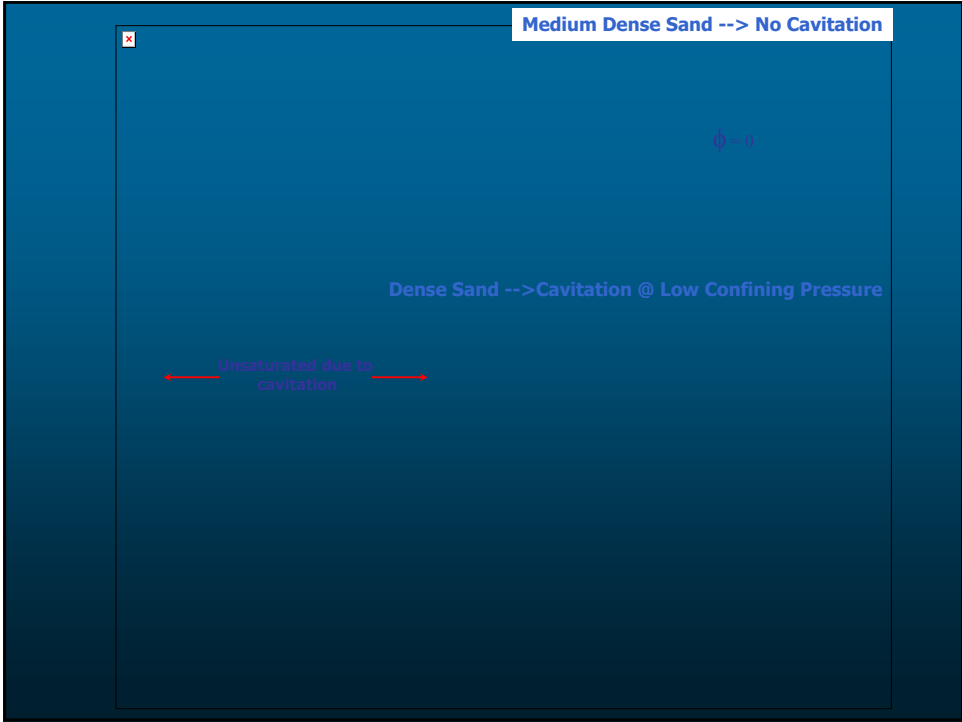 Medium Dense Sand --> No Cavitation
ϕ = 0
Dense Sand -->Cavitation @ Low Confining Pressure
Unsaturated due to
cavitation